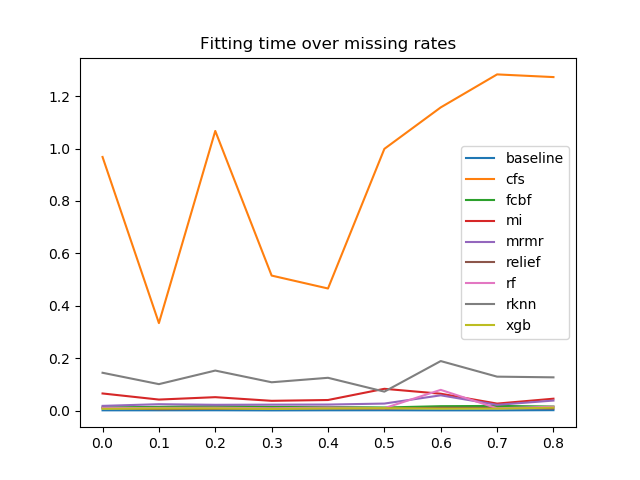 Fitting time over missing rates
1.2
1.0
0.8
0.6
0.4
0.2
0.0
baseline
cfs
fcbf
mi
mrmr
relief
rf
rknn
xgb
0.0 0.1 0.2 0.3 0.4 0.5 0.6 0.7 0.8